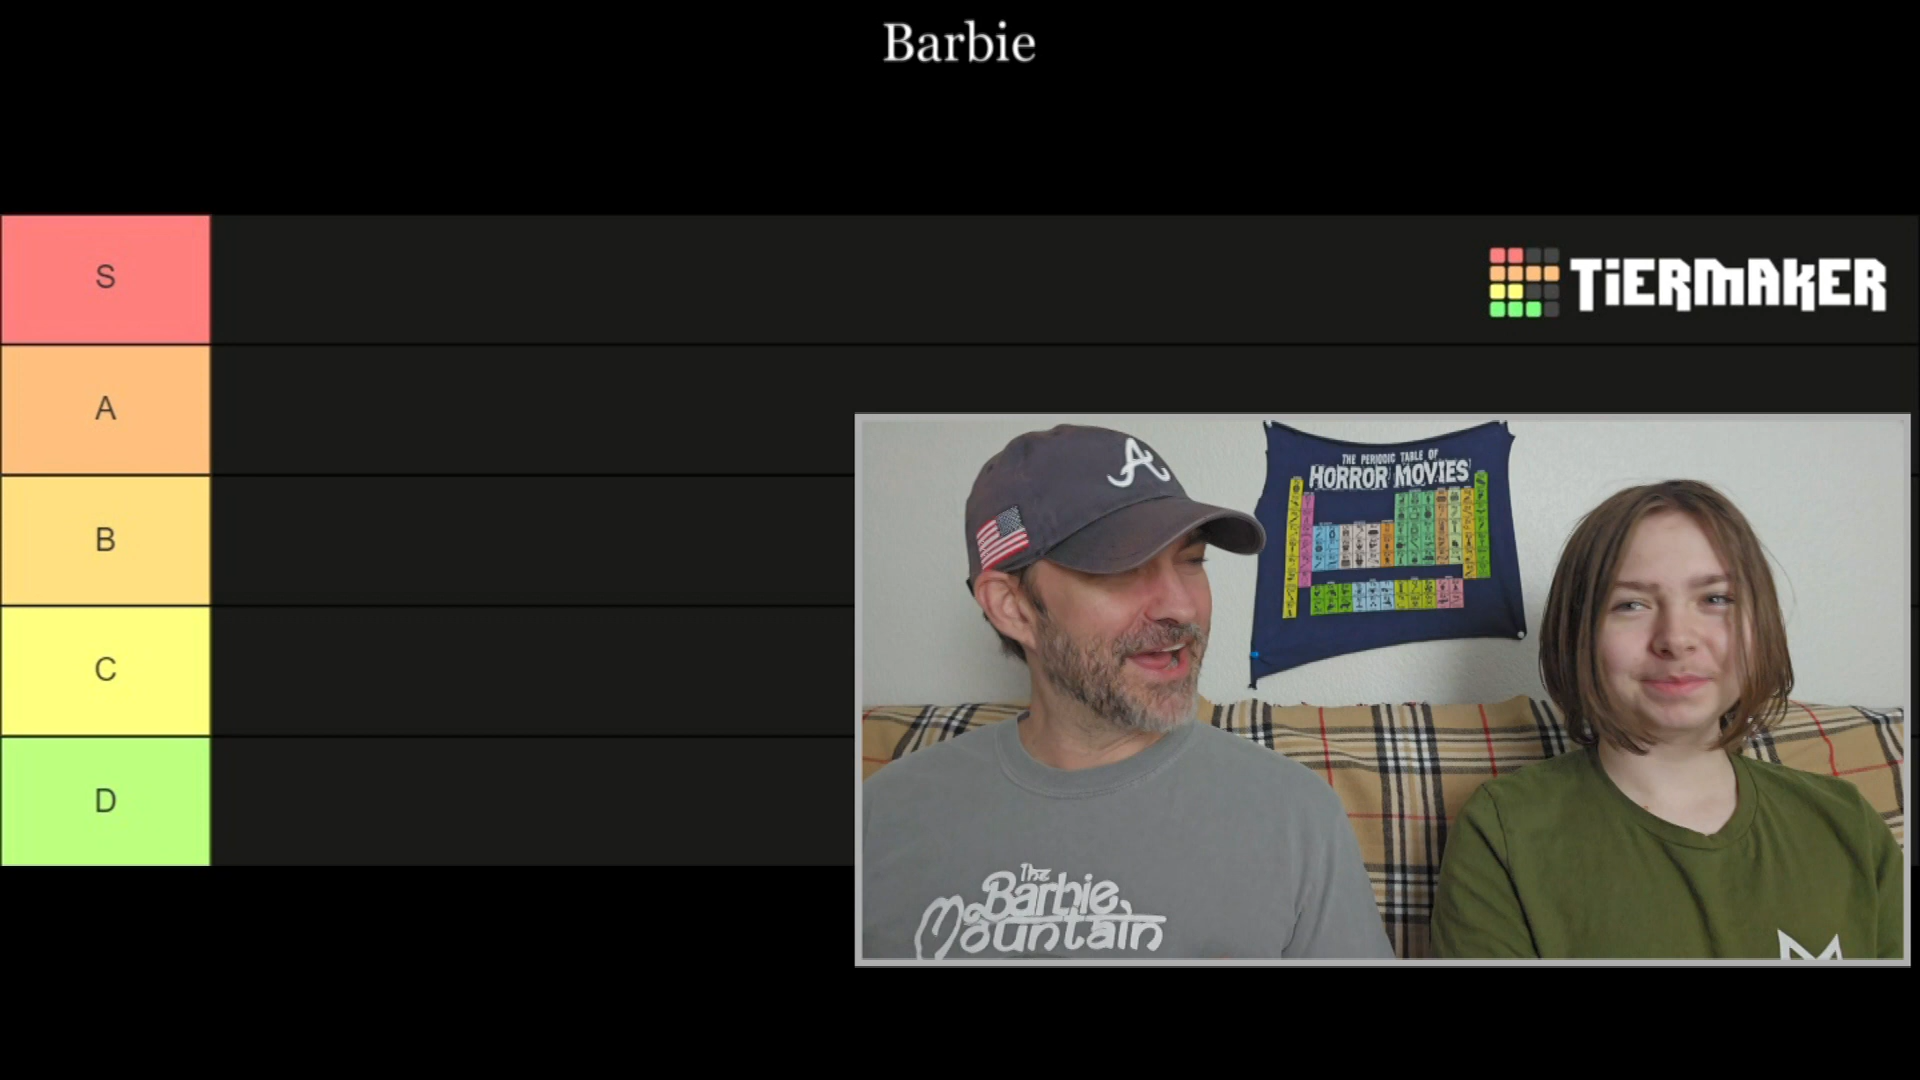 Barbie
S
TiERMAKER
A
B
C
D
THE PERIODIC TABLE OF
HORROR MOVIES
A
The
Barbie
Mountain